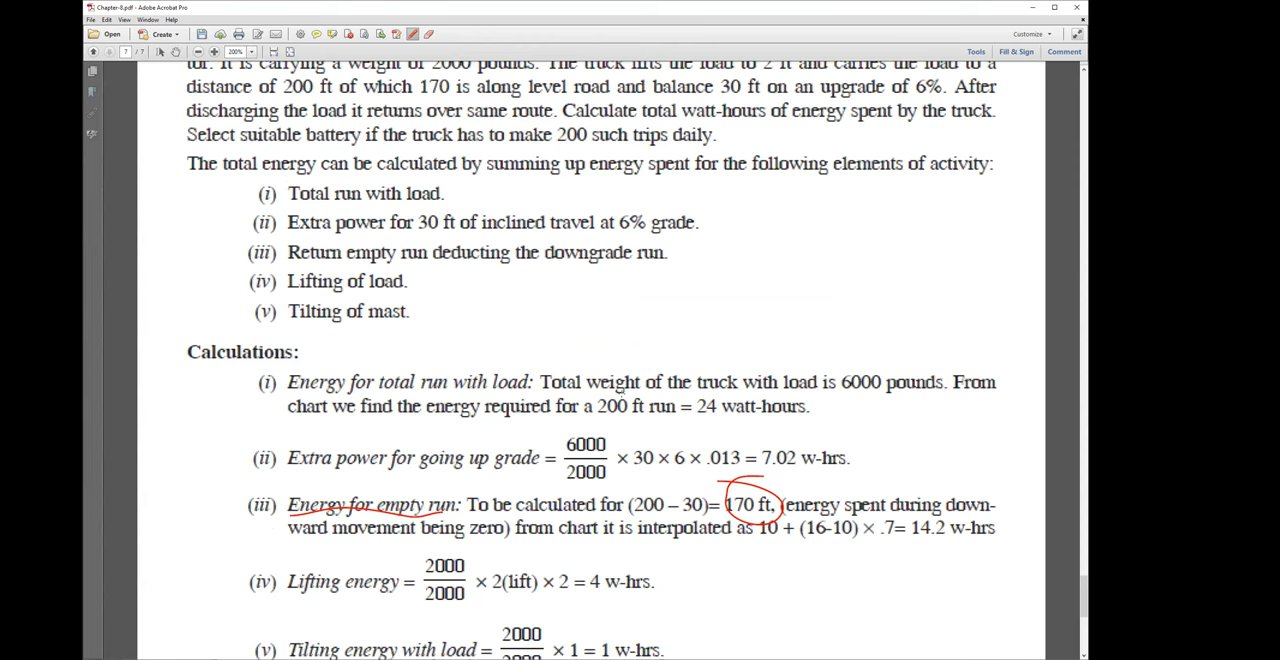 Chapter-8.pdf - Adobe Acrobat Pro
File Edit View Window Help
Open Create Customize
7 / 7 200% Tools Fill & Sign Comment
tor. It is carrying a weight of 2000 pounds. The truck lifts the load to 2 ft and carries the load to a
distance of 200 ft of which 170 is along level road and balance 30 ft on an upgrade of 6%. After
discharging the load it returns over same route. Calculate total watt-hours of energy spent by the truck.
Select suitable battery if the truck has to make 200 such trips daily.
The total energy can be calculated by summing up energy spent for the following elements of activity:
(i) Total run with load.
(ii) Extra power for 30 ft of inclined travel at 6% grade.
(iii) Return empty run deducting the downgrade run.
(iv) Lifting of load.
(v) Tilting of mast.
Calculations:
(i) Energy for total run with load: Total weight of the truck with load is 6000 pounds. From
chart we find the energy required for a 200 ft run = 24 watt-hours.
(ii) Extra power for going up grade = 6000/2000 × 30 × 6 × .013 = 7.02 w-hrs.
(iii) Energy for empty run: To be calculated for (200 – 30)= 170 ft, (energy spent during down-
ward movement being zero) from chart it is interpolated as 10 + (16-10) × .7= 14.2 w-hrs
(iv) Lifting energy = 2000/2000 × 2(lift) × 2 = 4 w-hrs.
(v) Tilting energy with load = 2000/2000 × 1 = 1 w-hrs.